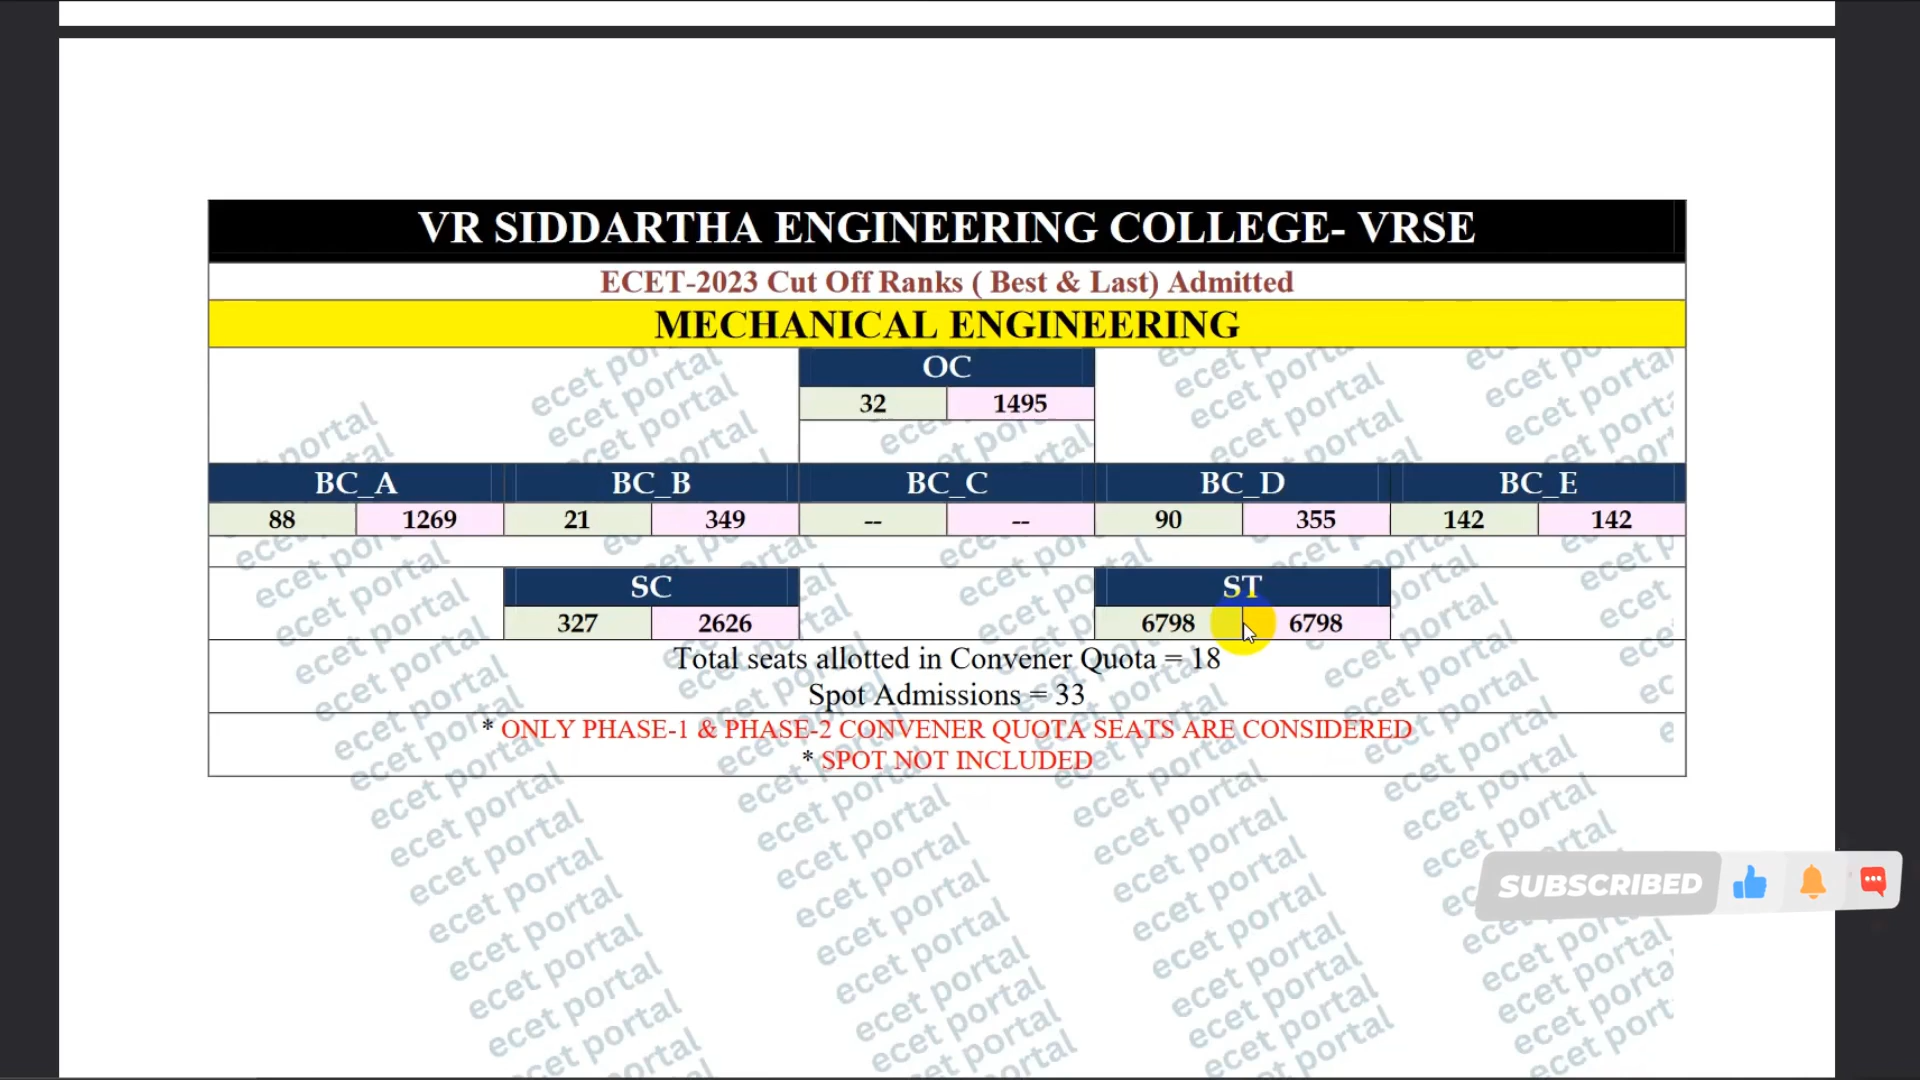 VR SIDDARTHA ENGINEERING COLLEGE- VRSE
ECET-2023 Cut Off Ranks ( Best & Last) Admitted
MECHANICAL ENGINEERING
OC
32 1495
BC_A BC_B BC_C BC_D BC_E
88 1269 21 349 -- -- 90 355 142 142
SC ST
327 2626 6798 6798
Total seats allotted in Convener Quota = 18
Spot Admissions = 33
* ONLY PHASE-1 & PHASE-2 CONVENER QUOTA SEATS ARE CONSIDERED
* SPOT NOT INCLUDED
ecet portal
SUBSCRIBED